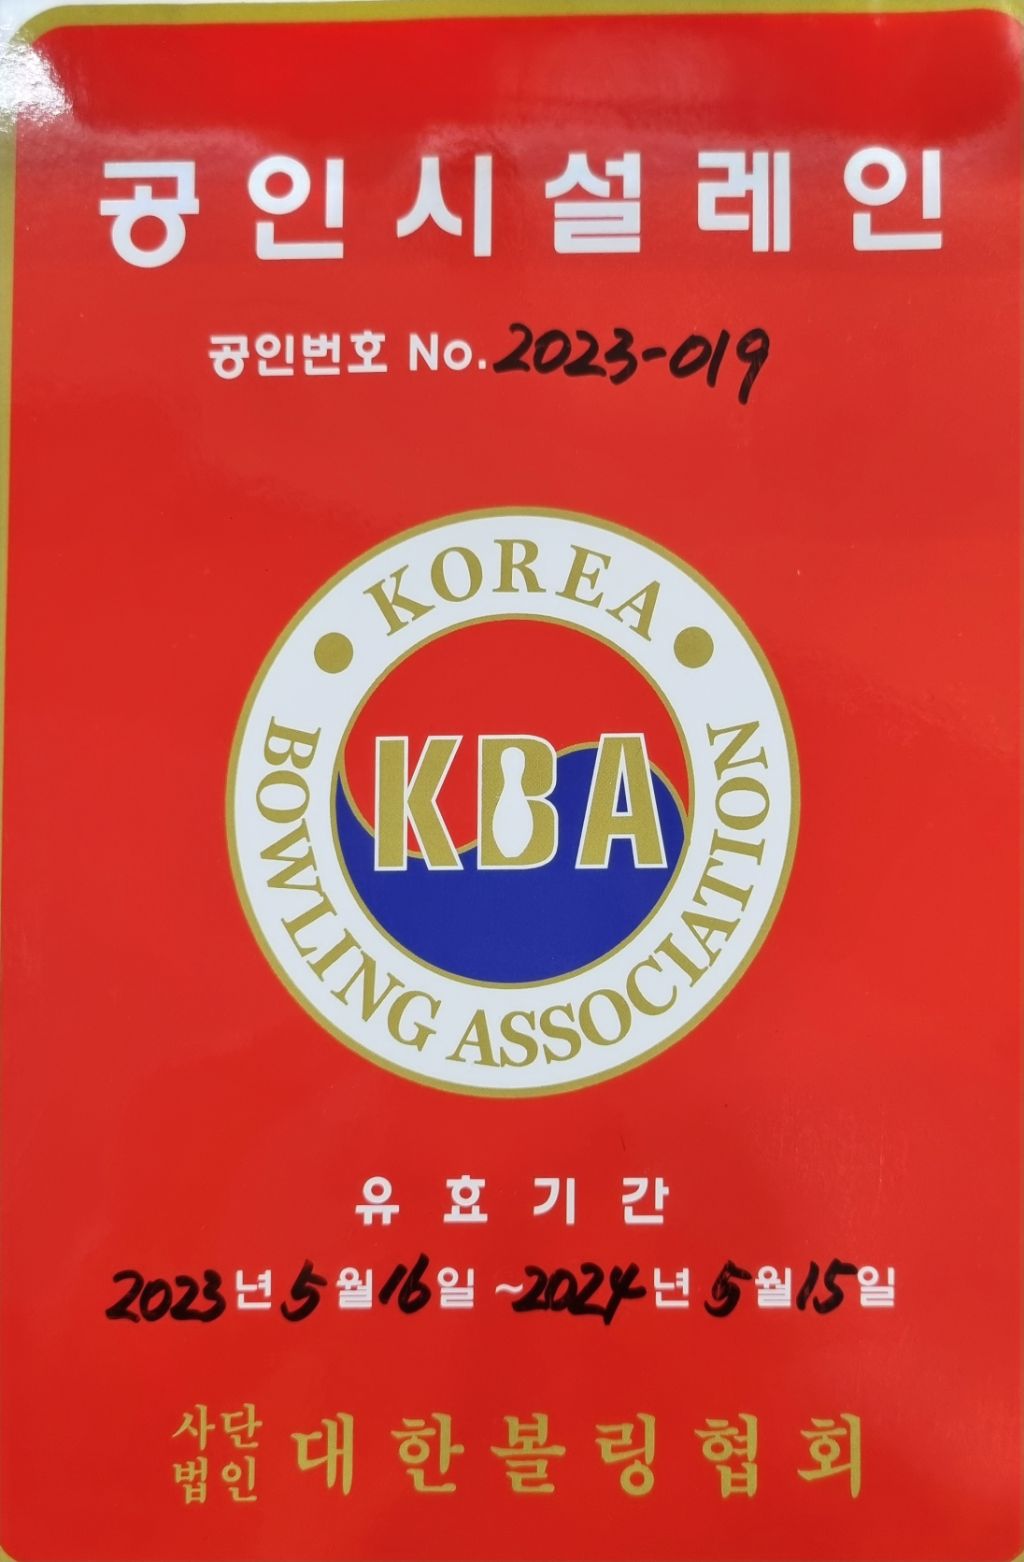 공인시설레인
공인번호 No. 2023-019
KOREA
KBA
BOWLING ASSOCIATION
유효기간
2023년 5월 16일 ~2024년 5월 15일
사단법인 대한볼링협회